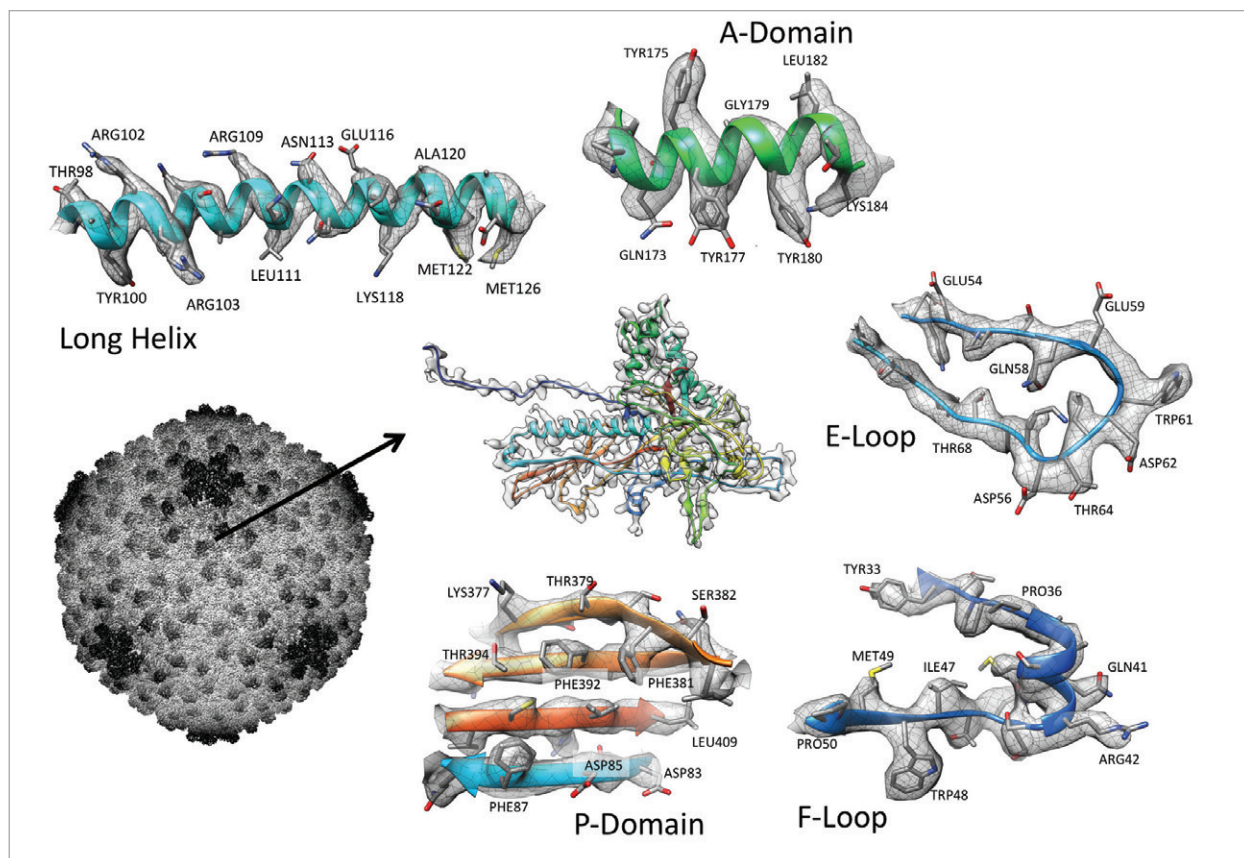 A-Domain
TYR175
LEU182
GLY179
LYS184
GLN173
TYR177
TYR180
ARG102
ARG109
ASN113
GLU116
ALA120
THR98
TYR100
ARG103
LEU111
LYS118
MET122
MET126
Long Helix
GLU54
GLU59
GLN58
TRP61
E-Loop
THR68
ASP62
ASP56
THR64
LYS377
THR379
SER382
THR394
PHE392
PHE381
LEU409
ASP85
ASP83
PHE87
P-Domain
TYR33
PRO36
MET49
ILE47
GLN41
PRO50
ARG42
TRP48
F-Loop